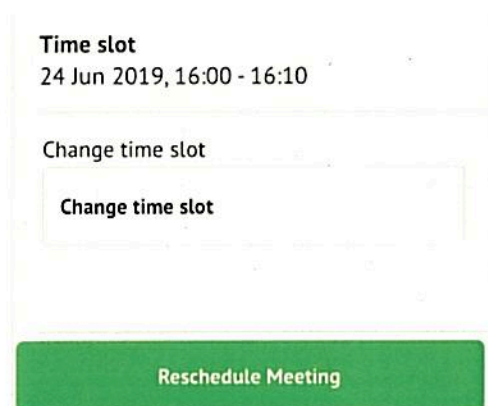 Time slot
24 Jun 2019, 16:00 - 16:10
Change time slot
Change time slot
Reschedule Meeting